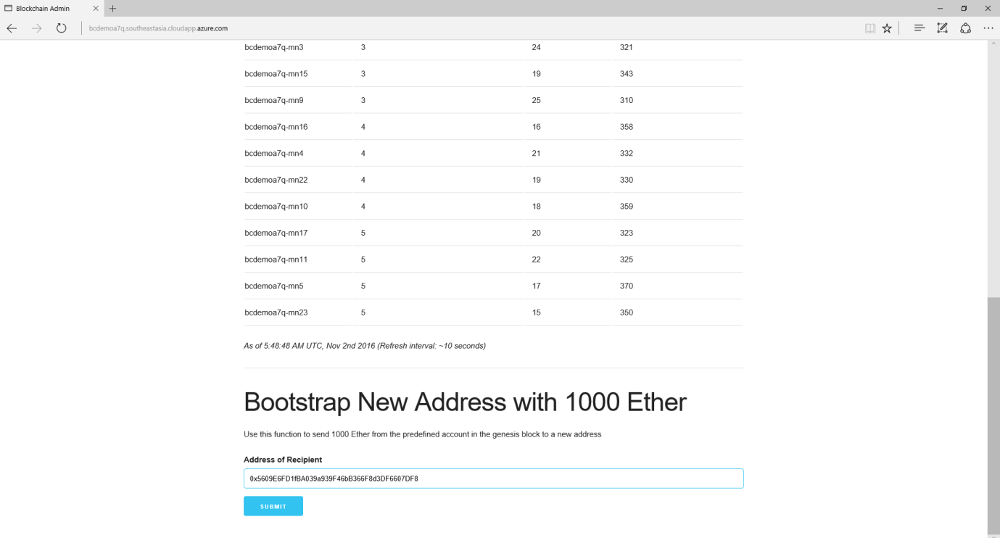 Blockchain Admin
bcdemoa7q.southeastasia.cloudapp.azure.com
bcdemoa7q-mn3 3 24 321
bcdemoa7q-mn15 3 19 343
bcdemoa7q-mn9 3 25 310
bcdemoa7q-mn16 4 16 358
bcdemoa7q-mn4 4 21 332
bcdemoa7q-mn22 4 19 330
bcdemoa7q-mn10 4 18 359
bcdemoa7q-mn17 5 20 323
bcdemoa7q-mn11 5 22 325
bcdemoa7q-mn5 5 17 370
bcdemoa7q-mn23 5 15 350
As of 5:48:48 AM UTC, Nov 2nd 2016 (Refresh interval: ~10 seconds)
Bootstrap New Address with 1000 Ether
Use this function to send 1000 Ether from the predefined account in the genesis block to a new address
Address of Recipient
0x5609E6FD1fBA039a939F46bB366F8d3DF6607DF8
SUBMIT